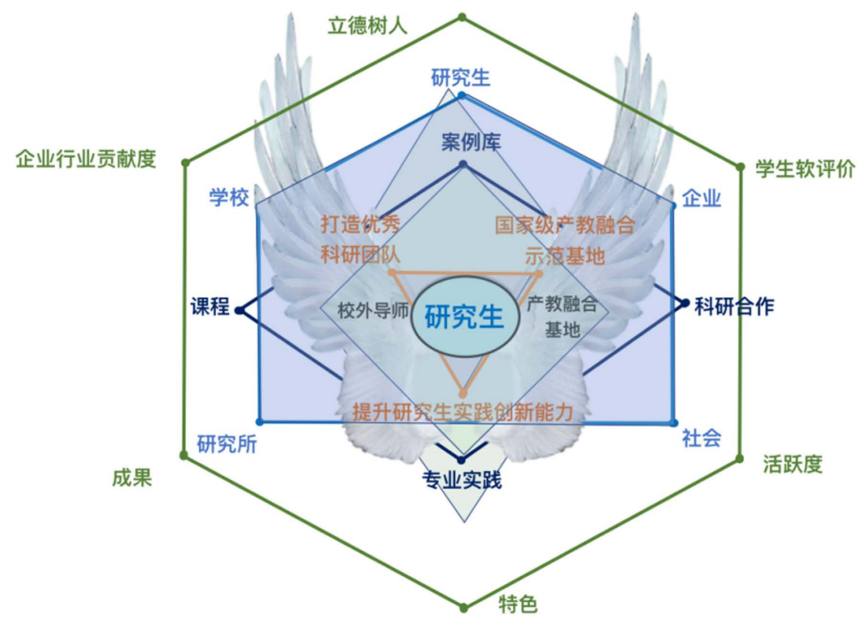 立德树人
研究生
案例库
企业行业贡献度
学生软评价
学校
企业
打造优秀
科研团队
国家级产教融合
示范基地
课程
校外导师
研究生
产教融合
基地
科研合作
提升研究生实践创新能力
研究所
社会
成果
专业实践
活跃度
特色